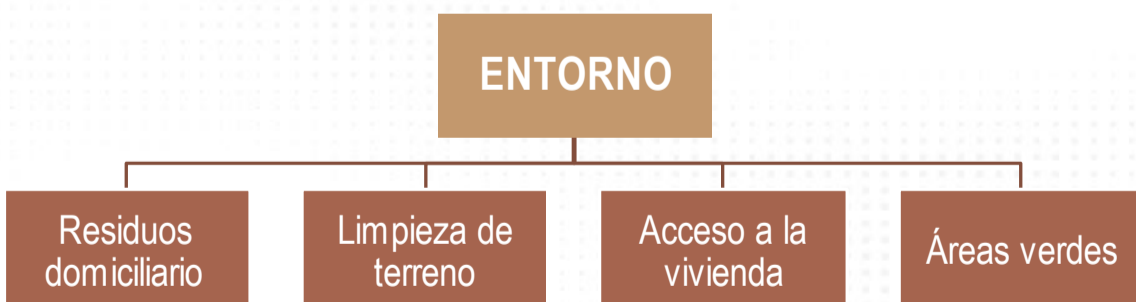 ENTORNO
Residuos
domiciliario
Limpieza de
terreno
Acceso a la
vivienda
Áreas verdes